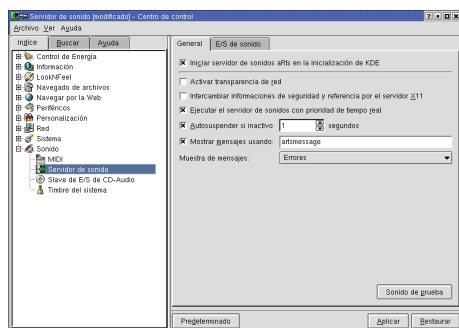 Servidor de sonido [modificado] - Centro de control
Archivo Ver Ayuda
Indice Buscar Ayuda
Control de Energía
Información
LookNFeel
Navegado de archivos
Navegar por la Web
Periféricos
Personalización
Red
Sistema
Sonido
MIDI
Servidor de sonido
Slave de E/S de CD-Audio
Timbre del sistema
General E/S de sonido
Iniciar servidor de sonidos aRts en la inicialización de KDE
Activar transparencia de red
Intercambiar informaciones de seguridad y referencia por el servidor X11
Ejecutar el servidor de sonidos con prioridad de tiempo real
Autosuspender si inactivo 1 segundos
Mostrar mensajes usando: artsmessage
Muestra de mensajes: Errores
Sonido de prueba
Predeterminado Aplicar Restaurar